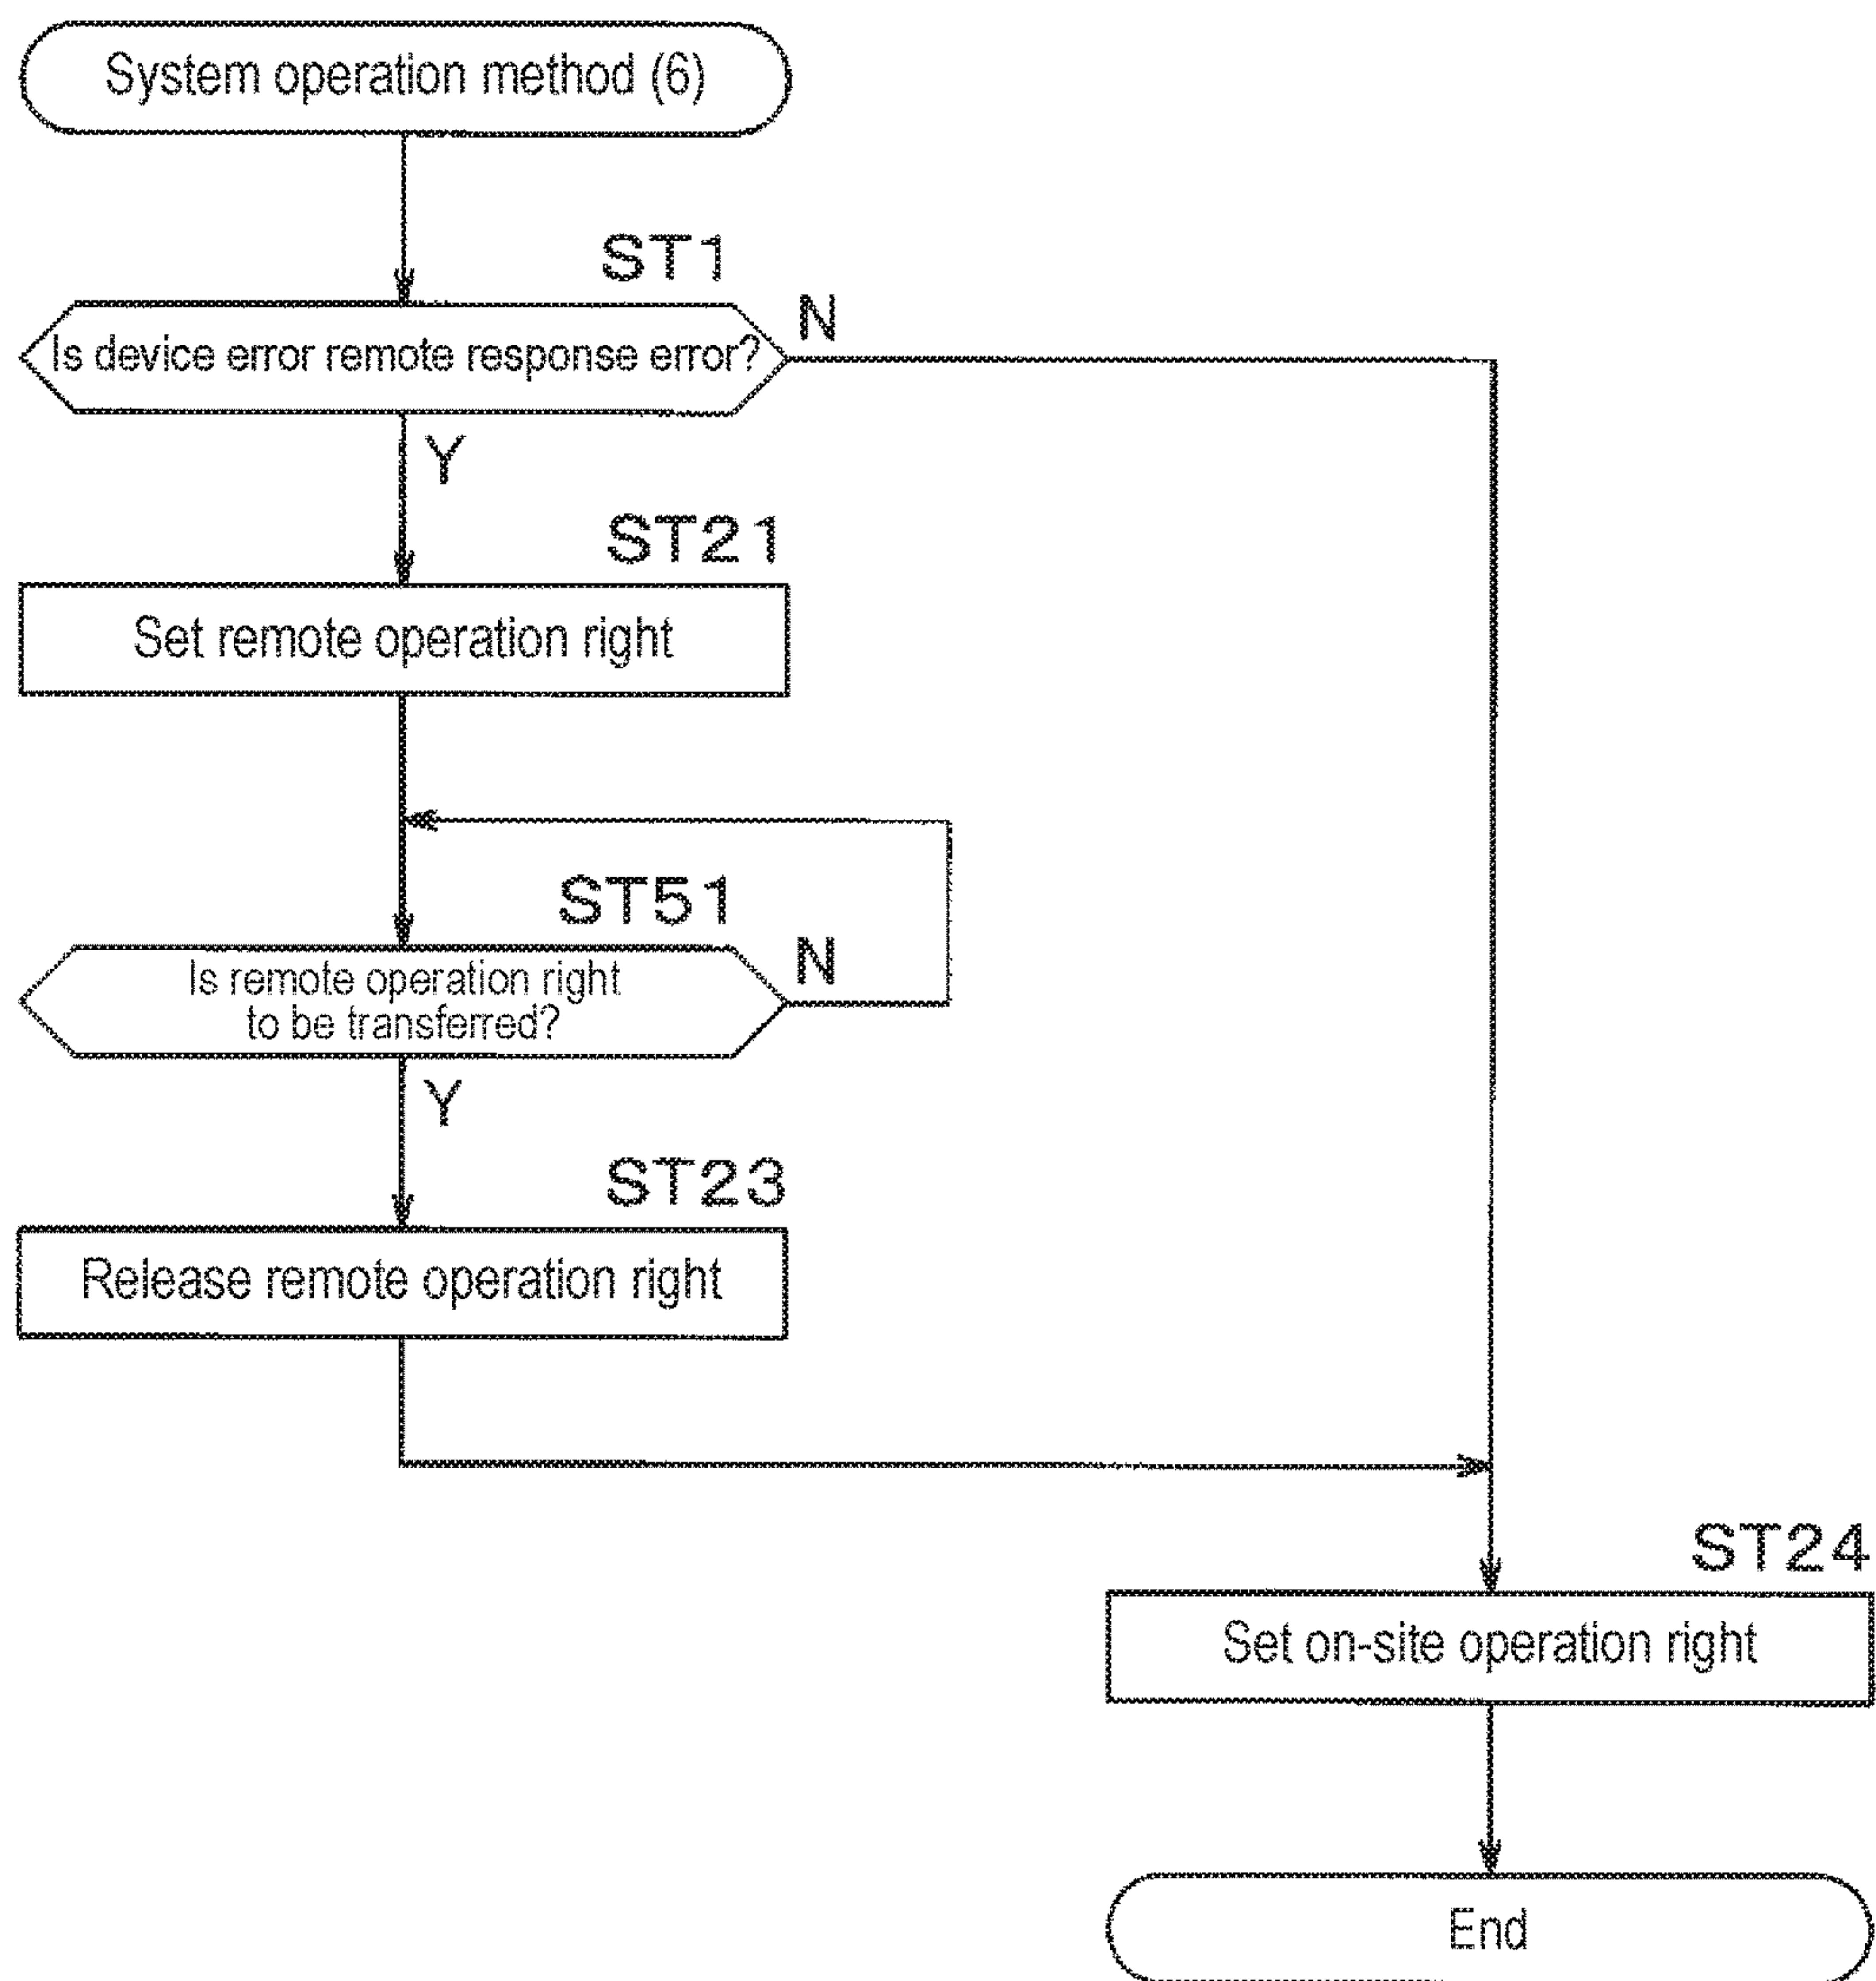 System operation method (6)
ST1
Is device error remote response error?
N
Y
ST21
Set remote operation right
ST51
Is remote operation right
to be transferred?
N
Y
ST23
Release remote operation right
ST24
Set on-site operation right
End